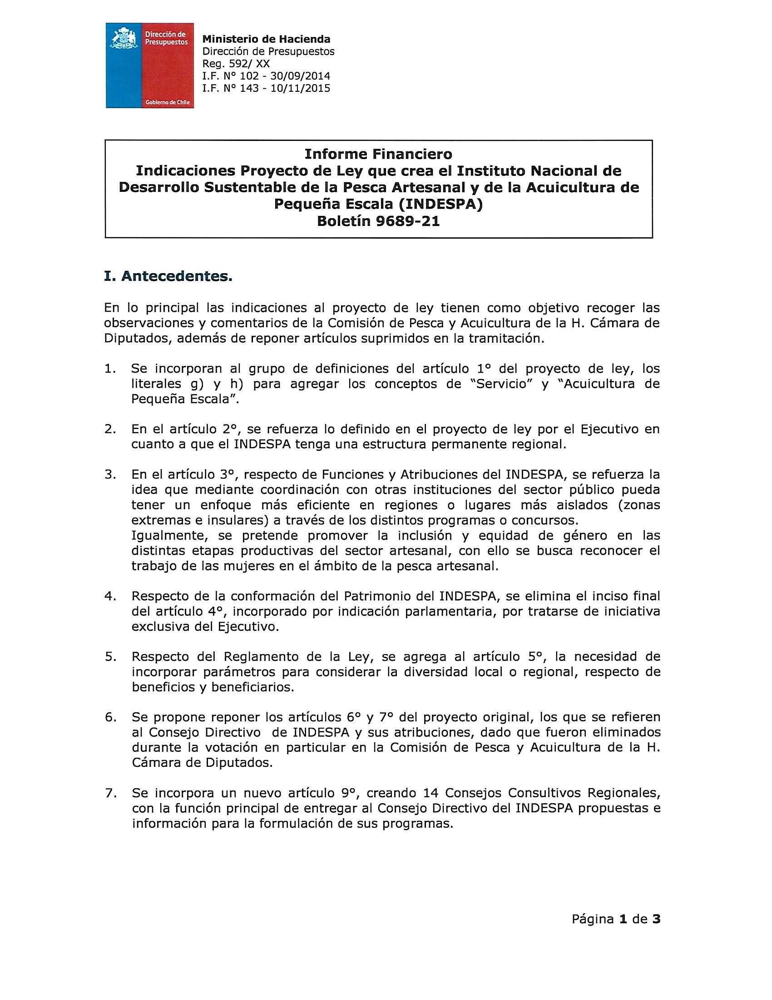 Dirección de
Presupuestos
Gobierno de Chile
Ministerio de Hacienda
Dirección de Presupuestos
Reg. 592/ XX
I.F. Nº 102 - 30/09/2014
I.F. Nº 143 - 10/11/2015
Informe Financiero
Indicaciones Proyecto de Ley que crea el Instituto Nacional de
Desarrollo Sustentable de la Pesca Artesanal y de la Acuicultura de
Pequeña Escala (INDESPA)
Boletín 9689-21
I. Antecedentes.
En lo principal las indicaciones al proyecto de ley tienen como objetivo recoger las
observaciones y comentarios de la Comisión de Pesca y Acuicultura de la H. Cámara de
Diputados, además de reponer artículos suprimidos en la tramitación.
1. Se incorporan al grupo de definiciones del artículo 1º del proyecto de ley, los
literales g) y h) para agregar los conceptos de "Servicio" y "Acuicultura de
Pequeña Escala".
2. En el artículo 2º, se refuerza lo definido en el proyecto de ley por el Ejecutivo en
cuanto a que el INDESPA tenga una estructura permanente regional.
3. En el artículo 3º, respecto de Funciones y Atribuciones del INDESPA, se refuerza la
idea que mediante coordinación con otras instituciones del sector público pueda
tener un enfoque más eficiente en regiones o lugares más aislados (zonas
extremas e insulares) a través de los distintos programas o concursos.
Igualmente, se pretende promover la inclusión y equidad de género en las
distintas etapas productivas del sector artesanal, con ello se busca reconocer el
trabajo de las mujeres en el ámbito de la pesca artesanal.
4. Respecto de la conformación del Patrimonio del INDESPA, se elimina el inciso final
del artículo 4º, incorporado por indicación parlamentaria, por tratarse de iniciativa
exclusiva del Ejecutivo.
5. Respecto del Reglamento de la Ley, se agrega al artículo 5º, la necesidad de
incorporar parámetros para considerar la diversidad local o regional, respecto de
beneficios y beneficiarios.
6. Se propone reponer los artículos 6º y 7º del proyecto original, los que se refieren
al Consejo Directivo de INDESPA y sus atribuciones, dado que fueron eliminados
durante la votación en particular en la Comisión de Pesca y Acuicultura de la H.
Cámara de Diputados.
7. Se incorpora un nuevo artículo 9º, creando 14 Consejos Consultivos Regionales,
con la función principal de entregar al Consejo Directivo del INDESPA propuestas e
información para la formulación de sus programas.
Página 1 de 3